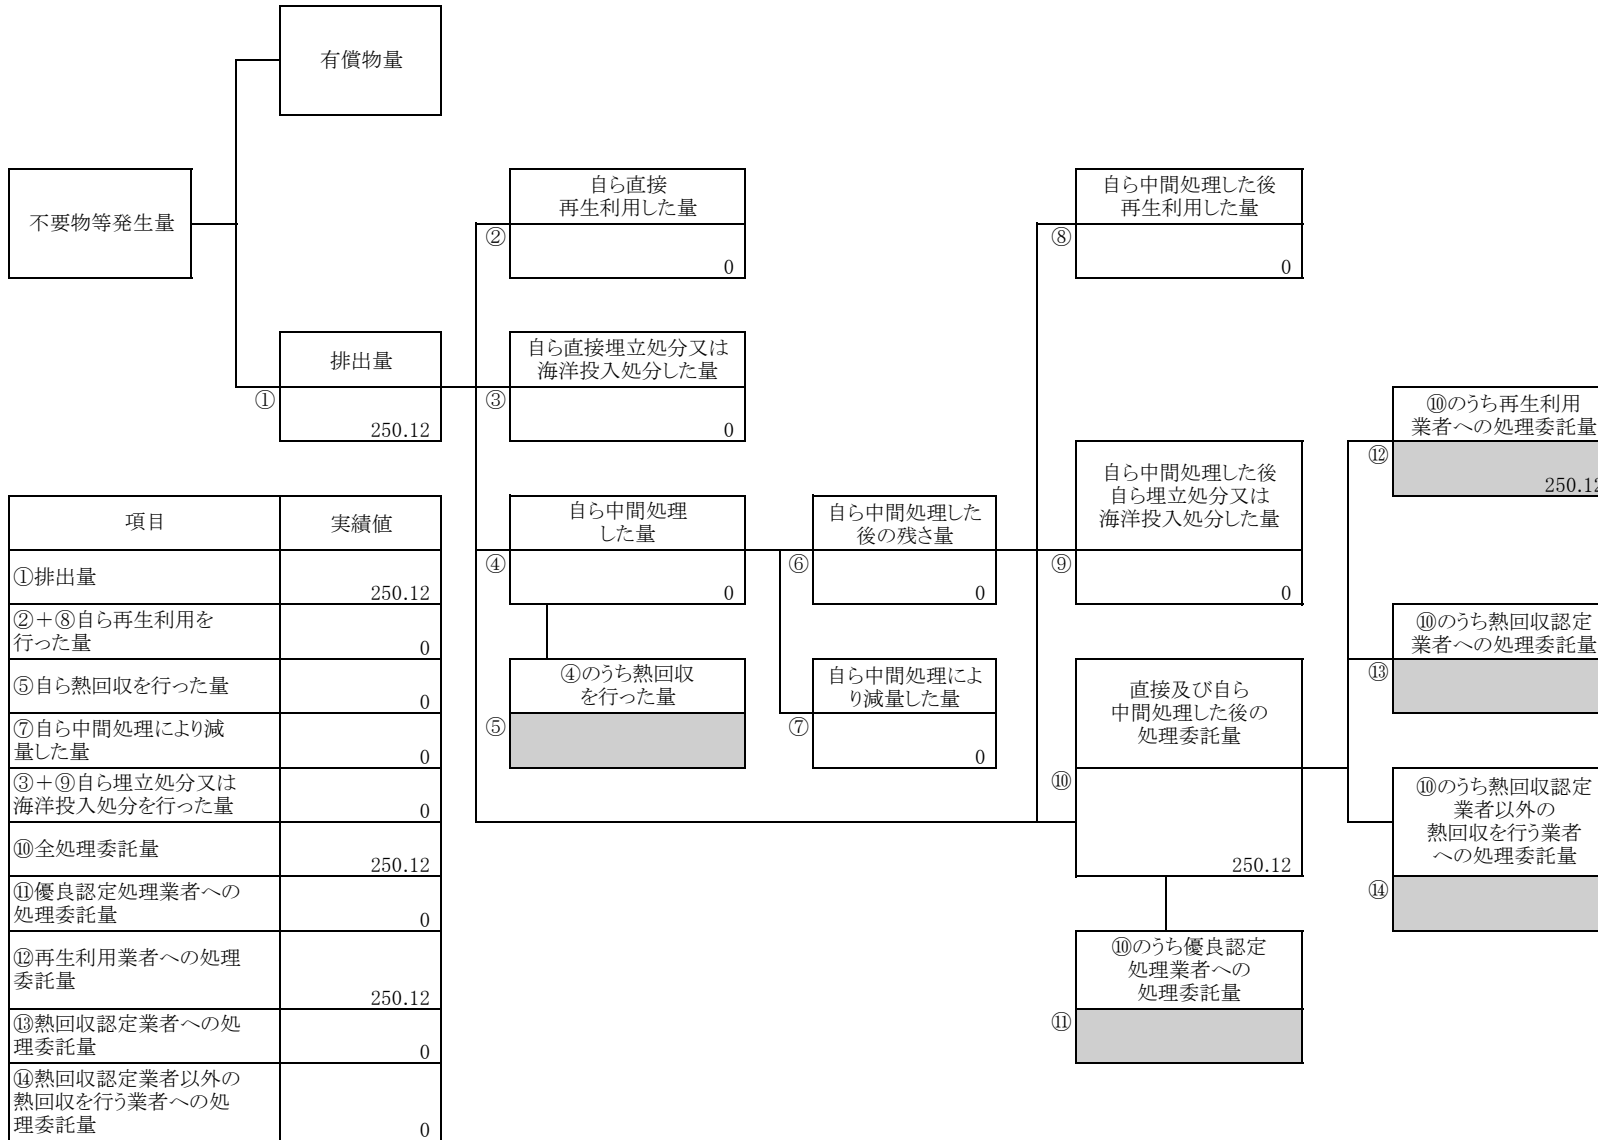 有償物量
不要物等発生量
自ら直接
再生利用した量
②
0
自ら中間処理した後
再生利用した量
⑧
0
排出量
①
250.12
自ら直接埋立処分又は
海洋投入処分した量
③
0
⑩のうち再生利用
業者への処理委託量
⑫
250.12
自ら中間処理した後
自ら埋立処分又は
海洋投入処分した量
⑨
0
自ら中間処理
した量
④
0
自ら中間処理した
後の残さ量
⑥
0
⑩のうち熱回収認定
業者への処理委託量
⑬
④のうち熱回収
を行った量
⑤
自ら中間処理によ
り減量した量
⑦
0
直接及び自ら
中間処理した後の
処理委託量
⑩
250.12
⑩のうち熱回収認定
業者以外の
熱回収を行う業者
への処理委託量
⑭
⑩のうち優良認定
処理業者への
処理委託量
⑪
項目
実績値
①排出量
250.12
②+⑧自ら再生利用を
行った量
0
⑤自ら熱回収を行った量
0
⑦自ら中間処理により減
量した量
0
③+⑨自ら埋立処分又は
海洋投入処分を行った量
0
⑩全処理委託量
250.12
⑪優良認定処理業者への
処理委託量
0
⑫再生利用業者への処理
委託量
250.12
⑬熱回収認定業者への処
理委託量
0
⑭熱回収認定業者以外の
熱回収を行う業者への処
理委託量
0